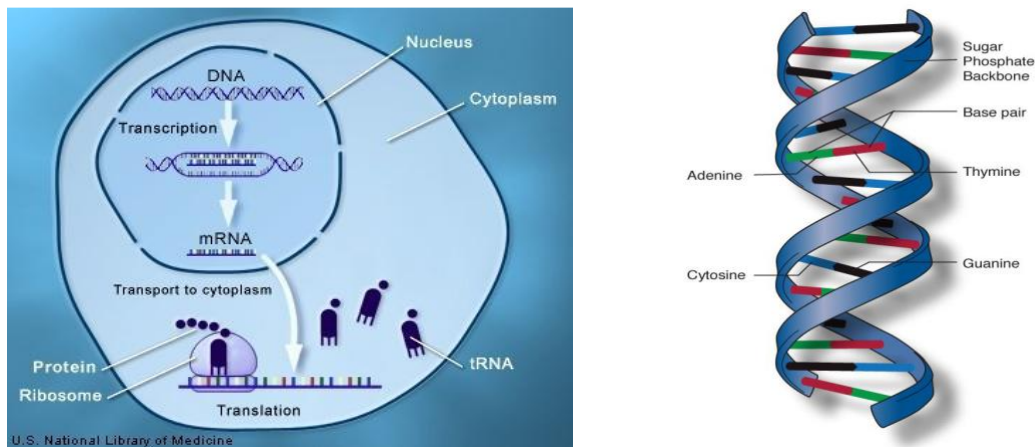 Nucleus
DNA
Cytoplasm
Transcription
mRNA
Transport to cytoplasm
Protein
Ribosome
tRNA
Translation
U.S. National Library of Medicine
Sugar
Phosphate
Backbone
Base pair
Adenine
Thymine
Cytosine
Guanine